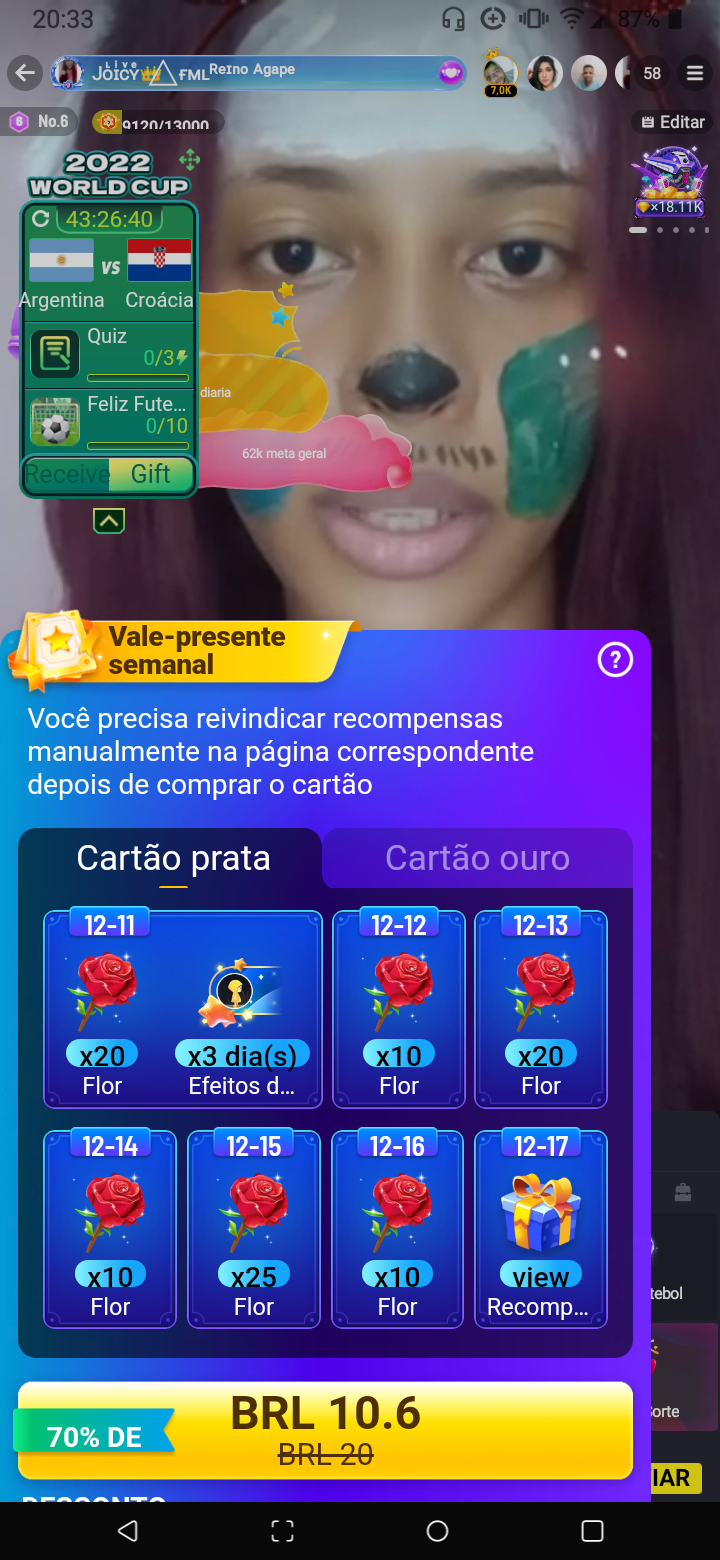 20:33
87%
Live
JOICY FML Reino Agape
7,0K
58
No.6
9120/13000
Editar
2022
WORLD CUP
×18.11K
43:26:40
VS
Argentina
Croácia
Quiz
0/3
diaria
Feliz Fute...
0/10
62k meta geral
Receive
Gift
Vale-presente
semanal
?
Você precisa reivindicar recompensas
manualmente na página correspondente
depois de comprar o cartão
Cartão prata
Cartão ouro
12-11
12-12
12-13
x20
x3 dia(s)
x10
x20
Flor
Efeitos d...
Flor
Flor
12-14
12-15
12-16
12-17
x10
x25
x10
view
Flor
Flor
Flor
Recomp...
tebol
Sorte
BRL 10.6
70% DE
BRL 20
IAR
DESCONTO